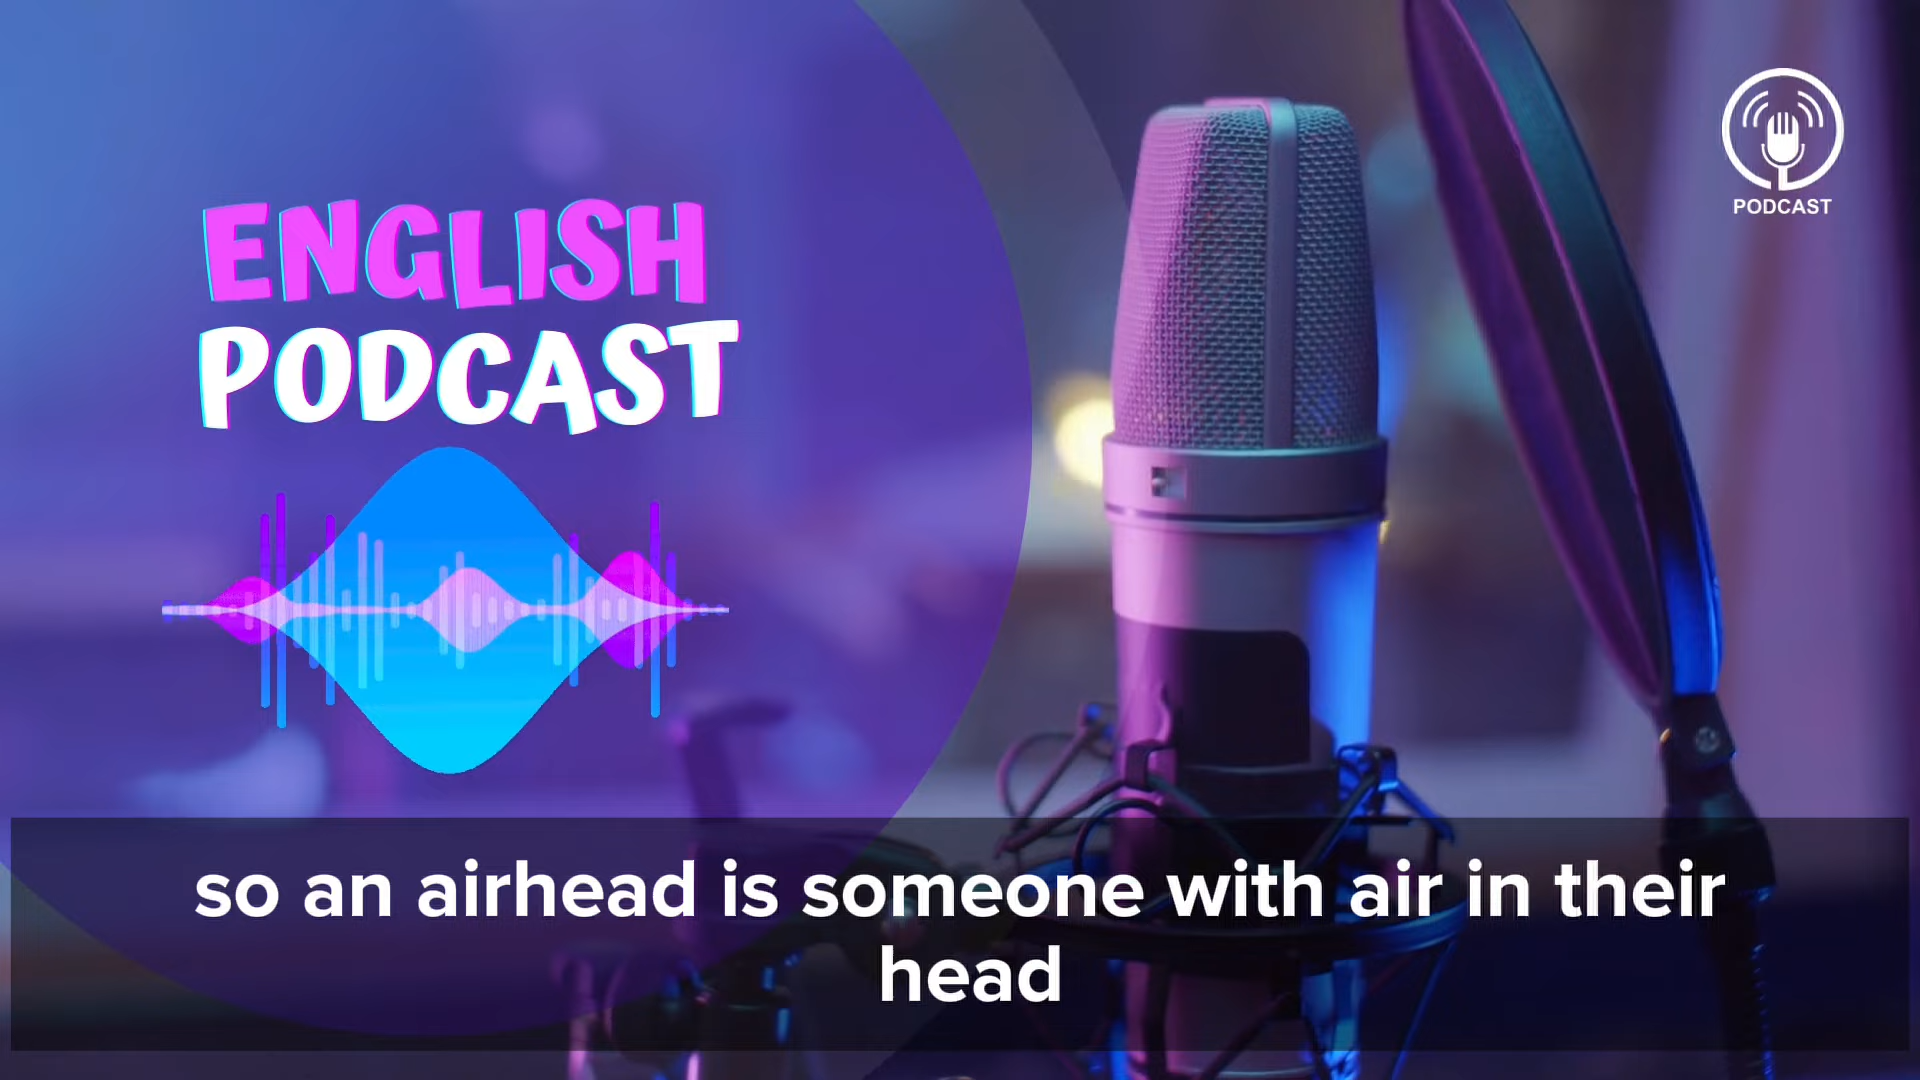 ENGLISH
PODCAST
PODCAST
so an airhead is someone with air in their
head